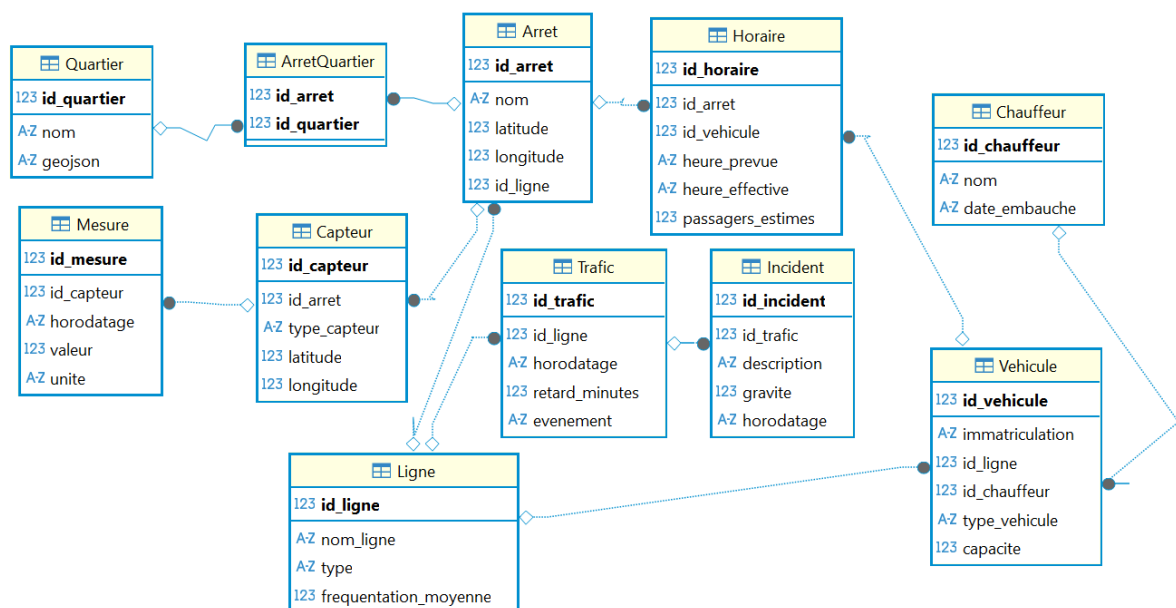 Quartier
123 id_quartier
A-Z nom
A-Z geojson
ArretQuartier
123 id_arret
123 id_quartier
Arret
123 id_arret
A-Z nom
123 latitude
123 longitude
123 id_ligne
Horaire
123 id_horaire
123 id_arret
123 id_vehicule
A-Z heure_prevue
A-Z heure_effective
123 passagers_estimes
Chauffeur
123 id_chauffeur
A-Z nom
A-Z date_embauche
Mesure
123 id_mesure
123 id_capteur
A-Z horodatage
123 valeur
A-Z unite
Capteur
123 id_capteur
123 id_arret
A-Z type_capteur
123 latitude
123 longitude
Trafic
123 id_trafic
123 id_ligne
A-Z horodatage
123 retard_minutes
A-Z evenement
Incident
123 id_incident
123 id_trafic
A-Z description
123 gravite
A-Z horodatage
Vehicule
123 id_vehicule
A-Z immatriculation
123 id_ligne
123 id_chauffeur
A-Z type_vehicule
123 capacite
Ligne
123 id_ligne
A-Z nom_ligne
A-Z type
123 frequentation_moyenne